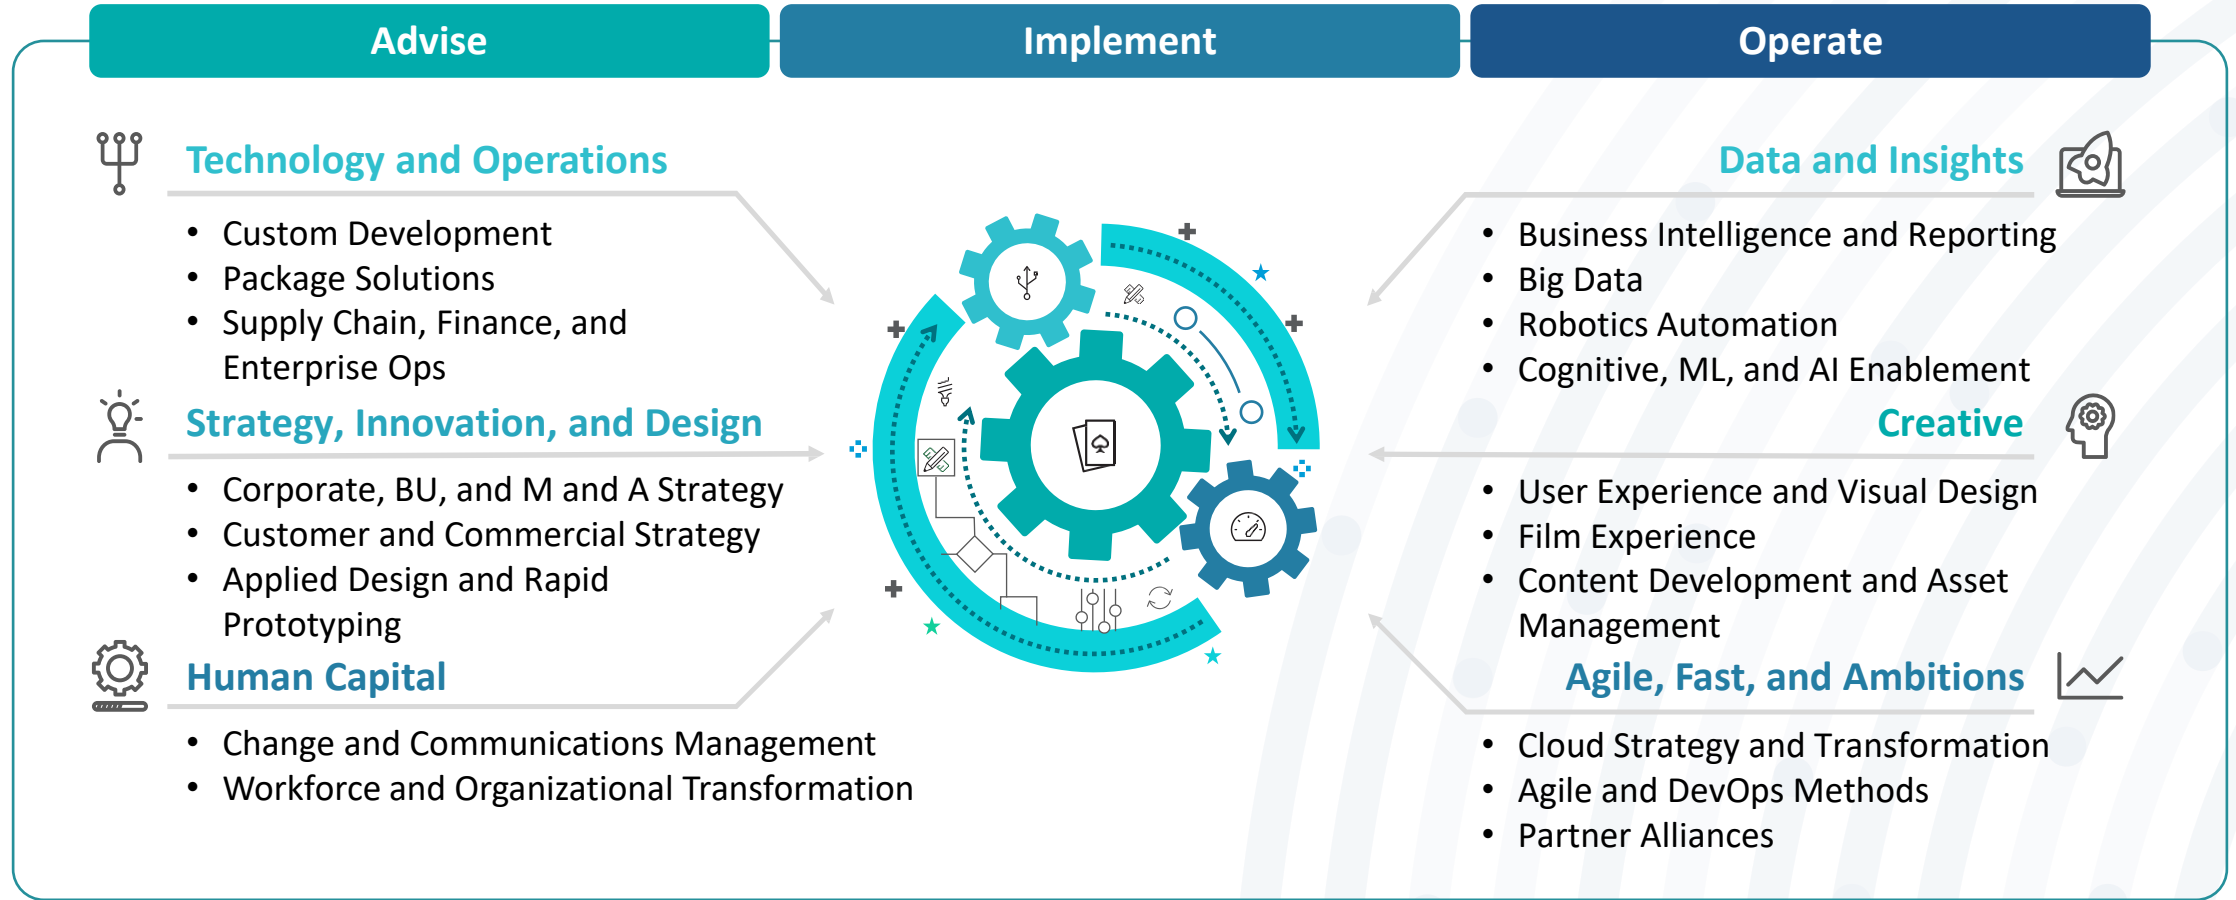 Advise
Implement
Operate
Technology and Operations
• Custom Development
• Package Solutions
• Supply Chain, Finance, and
Enterprise Ops
Strategy, Innovation, and Design
• Corporate, BU, and M and A Strategy
• Customer and Commercial Strategy
• Applied Design and Rapid
Prototyping
Human Capital
• Change and Communications Management
• Workforce and Organizational Transformation
Data and Insights
• Business Intelligence and Reporting
• Big Data
• Robotics Automation
• Cognitive, ML, and AI Enablement
Creative
• User Experience and Visual Design
• Film Experience
• Content Development and Asset
Management
Agile, Fast, and Ambitions
• Cloud Strategy and Transformation
• Agile and DevOps Methods
• Partner Alliances